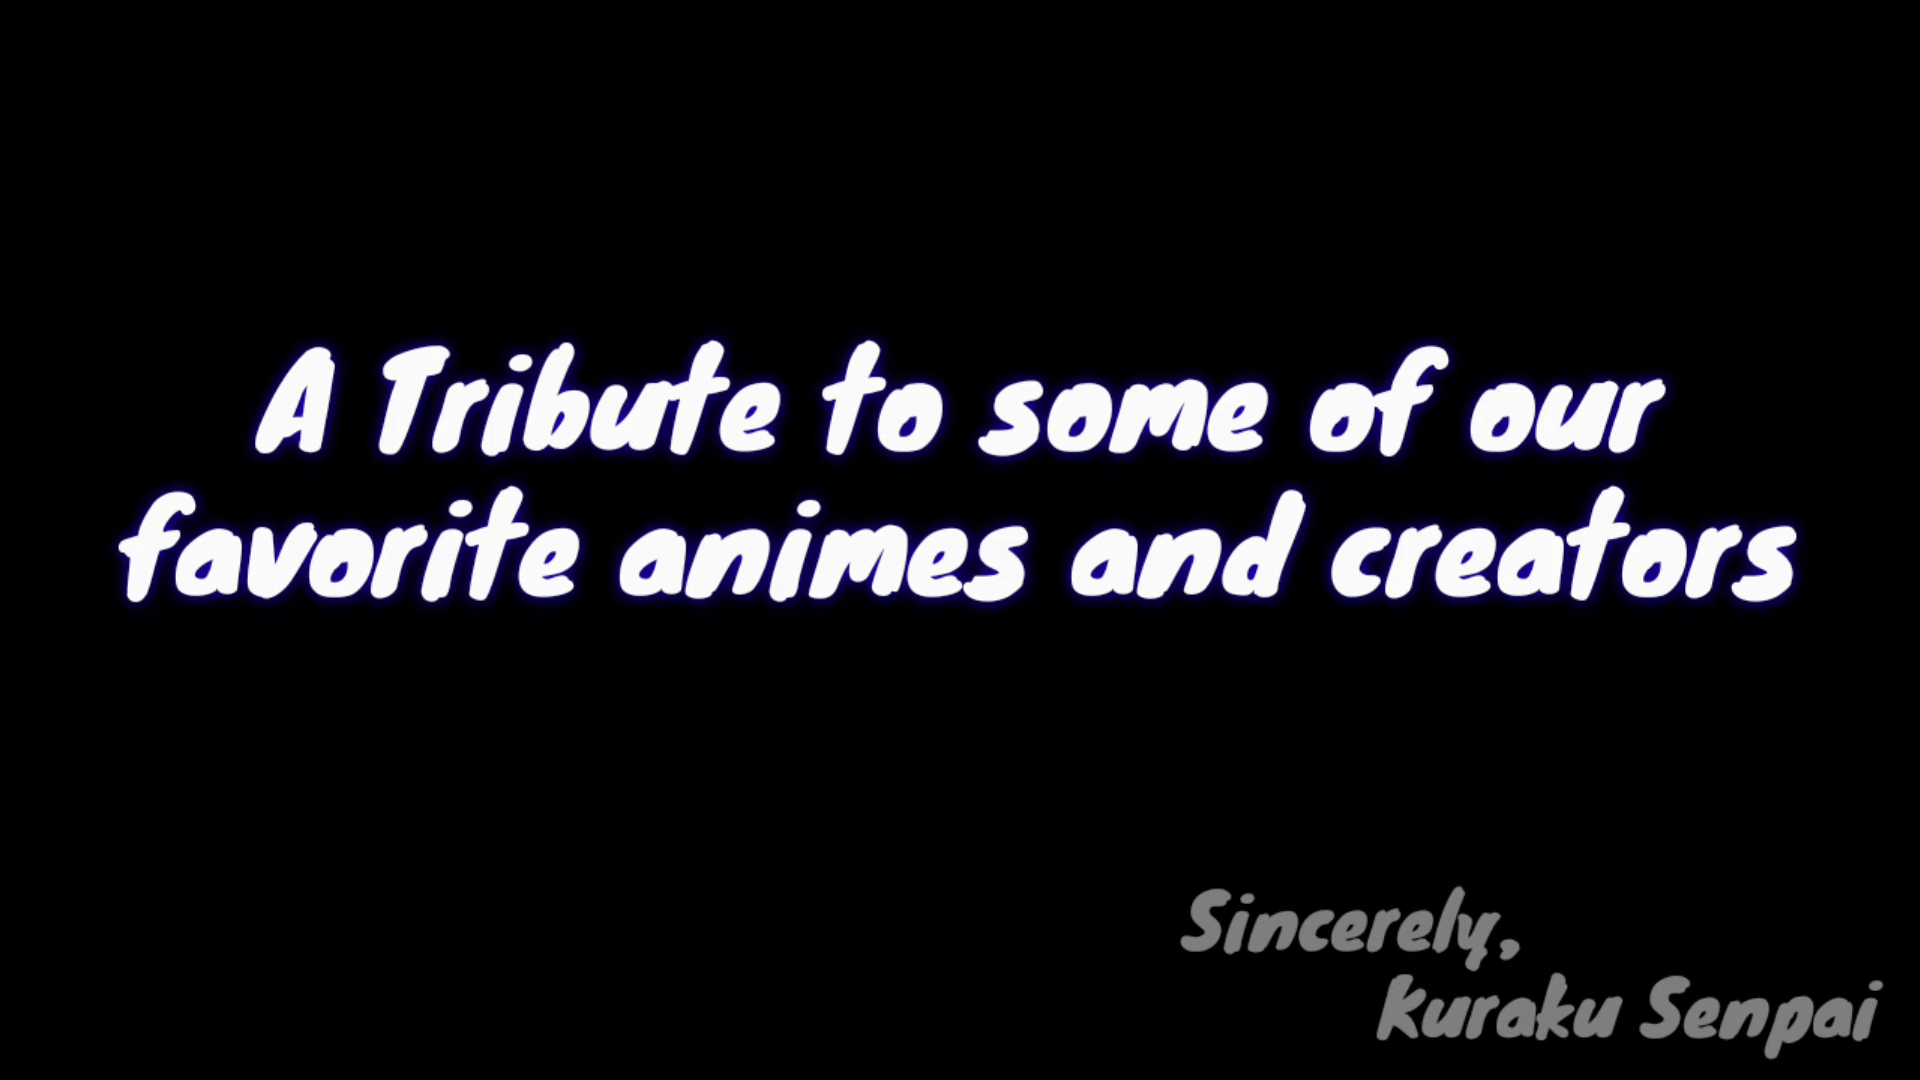 A Tribute to some of our
favorite animes and creators
Sincerely,
Kuraku Senpai